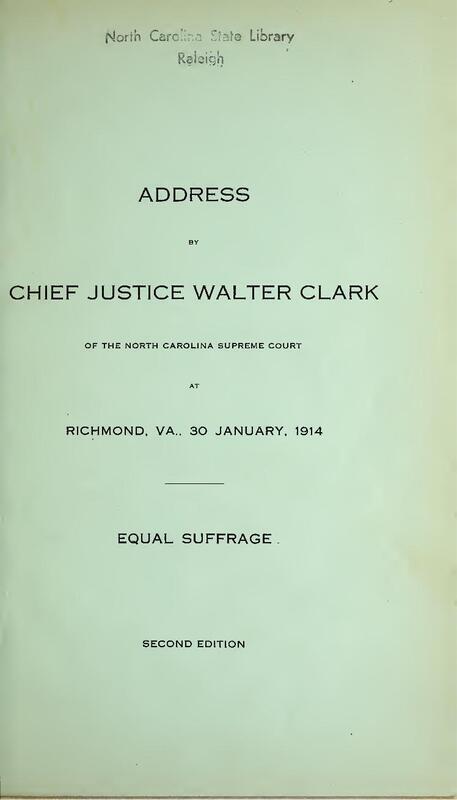 North Carolina State Library
Raleigh
ADDRESS
BY
CHIEF JUSTICE WALTER CLARK
OF THE NORTH CAROLINA SUPREME COURT
AT
RICHMOND, VA., 30 JANUARY, 1914
EQUAL SUFFRAGE.
SECOND EDITION